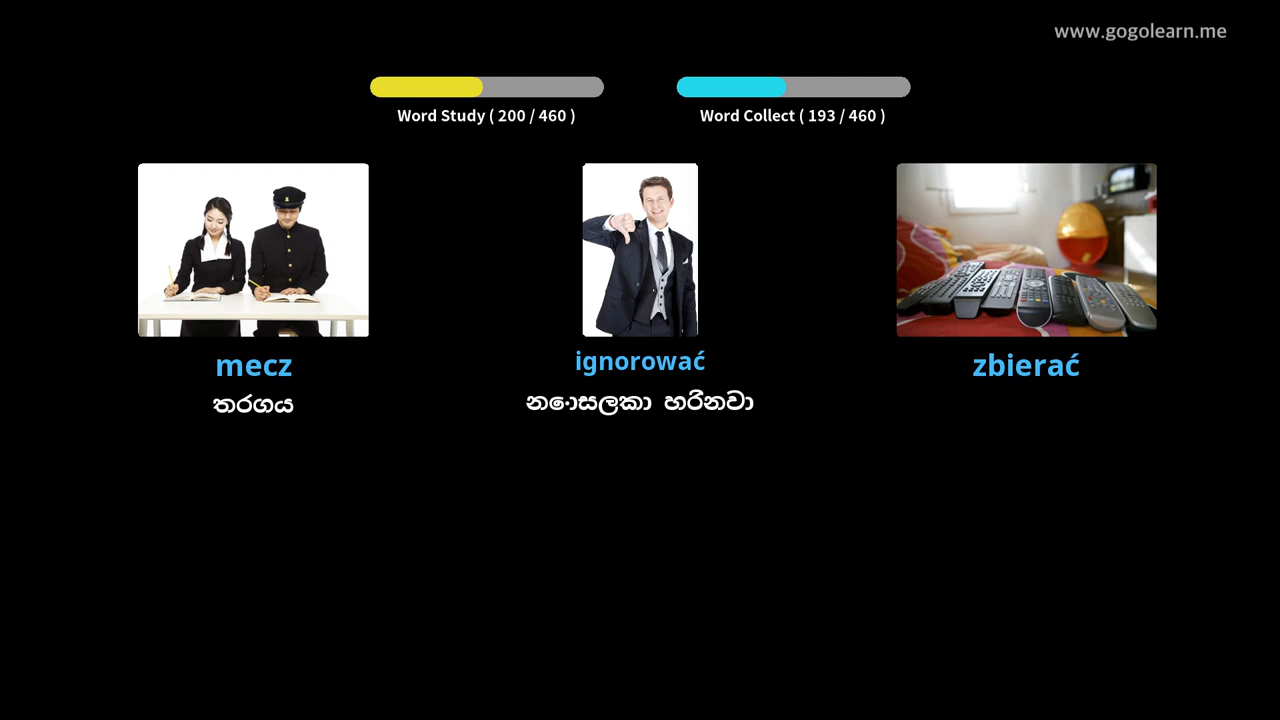 www.gogolearn.me
Word Study ( 200 / 460 )
Word Collect ( 193 / 460 )
mecz
තරගය
ignorować
නොසලකා හරිනවා
zbierać